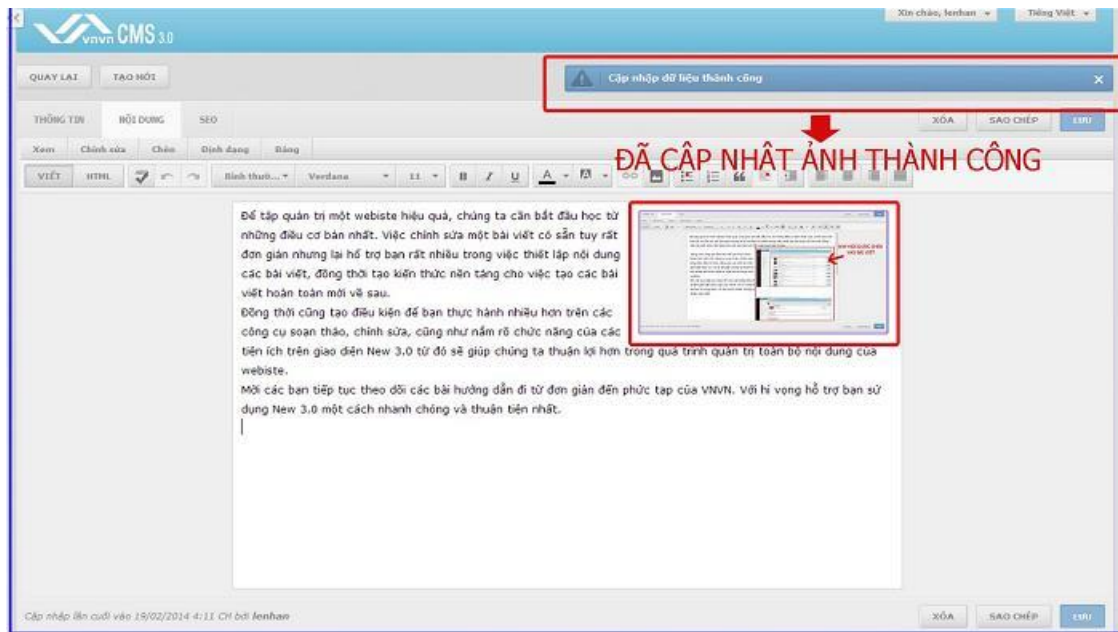 vnvn CMS 3.0
Xin chào, lenhan
Tiếng Việt
QUAY LẠI
TẠO MỚI
Cập nhập dữ liệu thành công
THÔNG TIN
NỘI DUNG
SEO
XÓA
SAO CHÉP
LƯU
Xem
Chỉnh sửa
Chèn
Định dạng
Bảng
ĐÃ CẬP NHẬT ẢNH THÀNH CÔNG
VIẾT
HTML
Bình thườ...
Verdana
11
B
I
U
A
A
Để tập quản trị một webiste hiệu quả, chúng ta cần bắt đầu học từ
những điều cơ bản nhất. Việc chỉnh sửa một bài viết có sẵn tuy rất
đơn giản nhưng lại hổ trợ bạn rất nhiều trong việc thiết lập nội dung
các bài viết, đồng thời tạo kiến thức nền tảng cho việc tạo các bài
viết hoàn toàn mới về sau.
Đồng thời cũng tạo điều kiện để bạn thực hành nhiều hơn trên các
công cụ soạn thảo, chỉnh sửa, cũng như nắm rõ chức năng của các
tiện ích trên giao diện New 3.0 từ đó sẽ giúp chúng ta thuận lợi hơn trong quá trình quản trị toàn bộ nội dung của
webiste.
Mời các bạn tiếp tục theo dõi các bài hướng dẫn đi từ đơn giản đến phức tạp của VNVN. Với hi vọng hỗ trợ bạn sử
dụng New 3.0 một cách nhanh chóng và thuận tiện nhất.
Cập nhập lần cuối vào 19/02/2014 4:11 CH bởi lenhan
XÓA
SAO CHÉP
LƯU